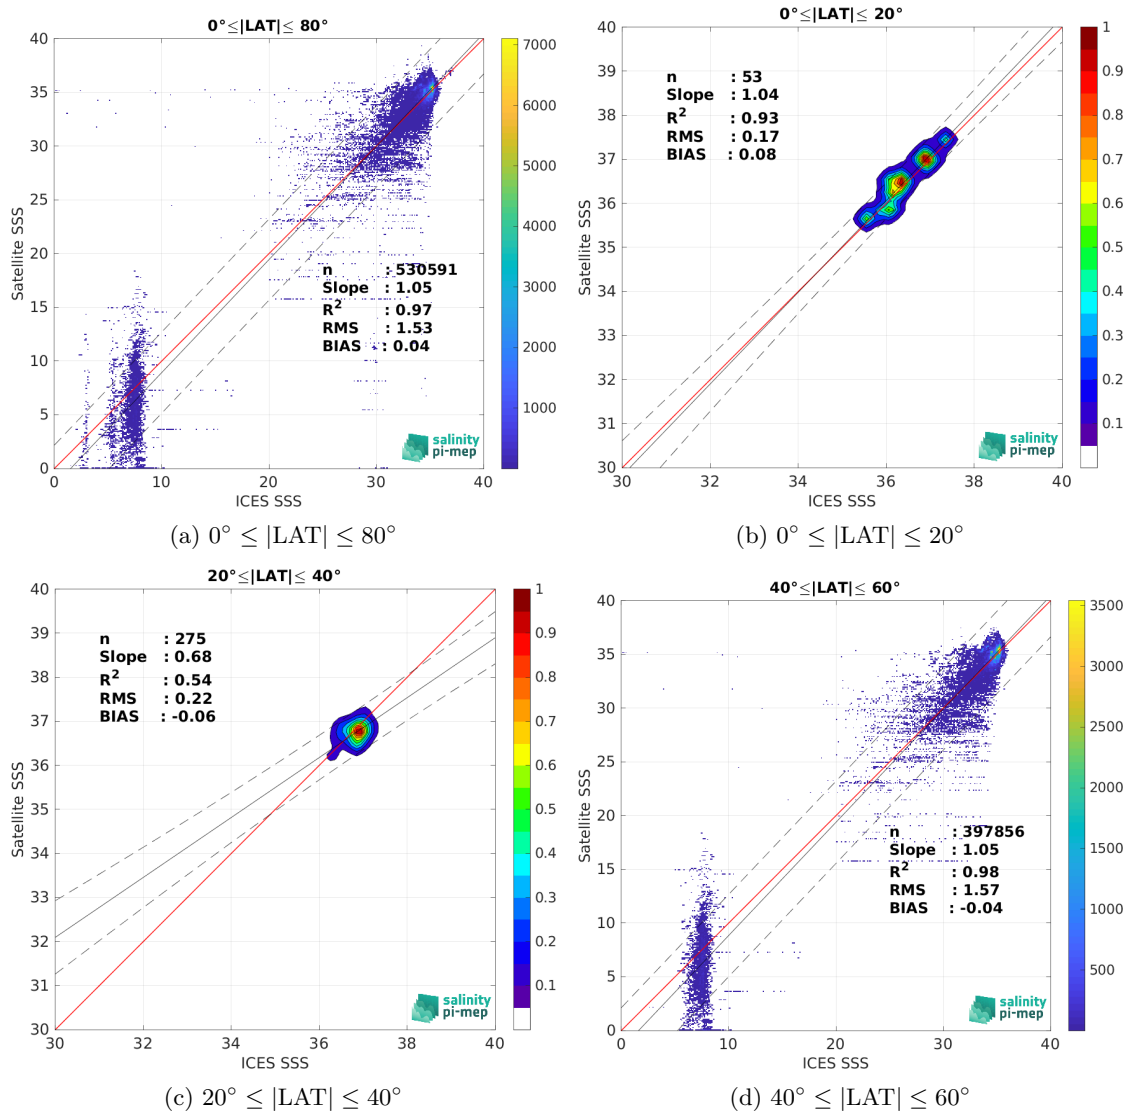 0°≤|LAT|≤ 80°
40
35
30
25
20
15
10
5
0
Satellite SSS
n : 530591
Slope : 1.05
R² : 0.97
RMS : 1.53
BIAS : 0.04
salinity
pi-mep
0 10 20 30 40
ICES SSS
7000
6000
5000
4000
3000
2000
1000
(a) 0° ≤ |LAT| ≤ 80°
0°≤|LAT|≤ 20°
40
39
38
37
36
35
34
33
32
31
30
Satellite SSS
n : 53
Slope : 1.04
R² : 0.93
RMS : 0.17
BIAS : 0.08
salinity
pi-mep
30 32 34 36 38 40
ICES SSS
1
0.9
0.8
0.7
0.6
0.5
0.4
0.3
0.2
0.1
(b) 0° ≤ |LAT| ≤ 20°
20°≤|LAT|≤ 40°
40
39
38
37
36
35
34
33
32
31
30
Satellite SSS
n : 275
Slope : 0.68
R² : 0.54
RMS : 0.22
BIAS : -0.06
salinity
pi-mep
30 32 34 36 38 40
ICES SSS
1
0.9
0.8
0.7
0.6
0.5
0.4
0.3
0.2
0.1
(c) 20° ≤ |LAT| ≤ 40°
40°≤|LAT|≤ 60°
40
35
30
25
20
15
10
5
0
Satellite SSS
n : 397856
Slope : 1.05
R² : 0.98
RMS : 1.57
BIAS : -0.04
salinity
pi-mep
0 10 20 30 40
ICES SSS
3500
3000
2500
2000
1500
1000
500
(d) 40° ≤ |LAT| ≤ 60°